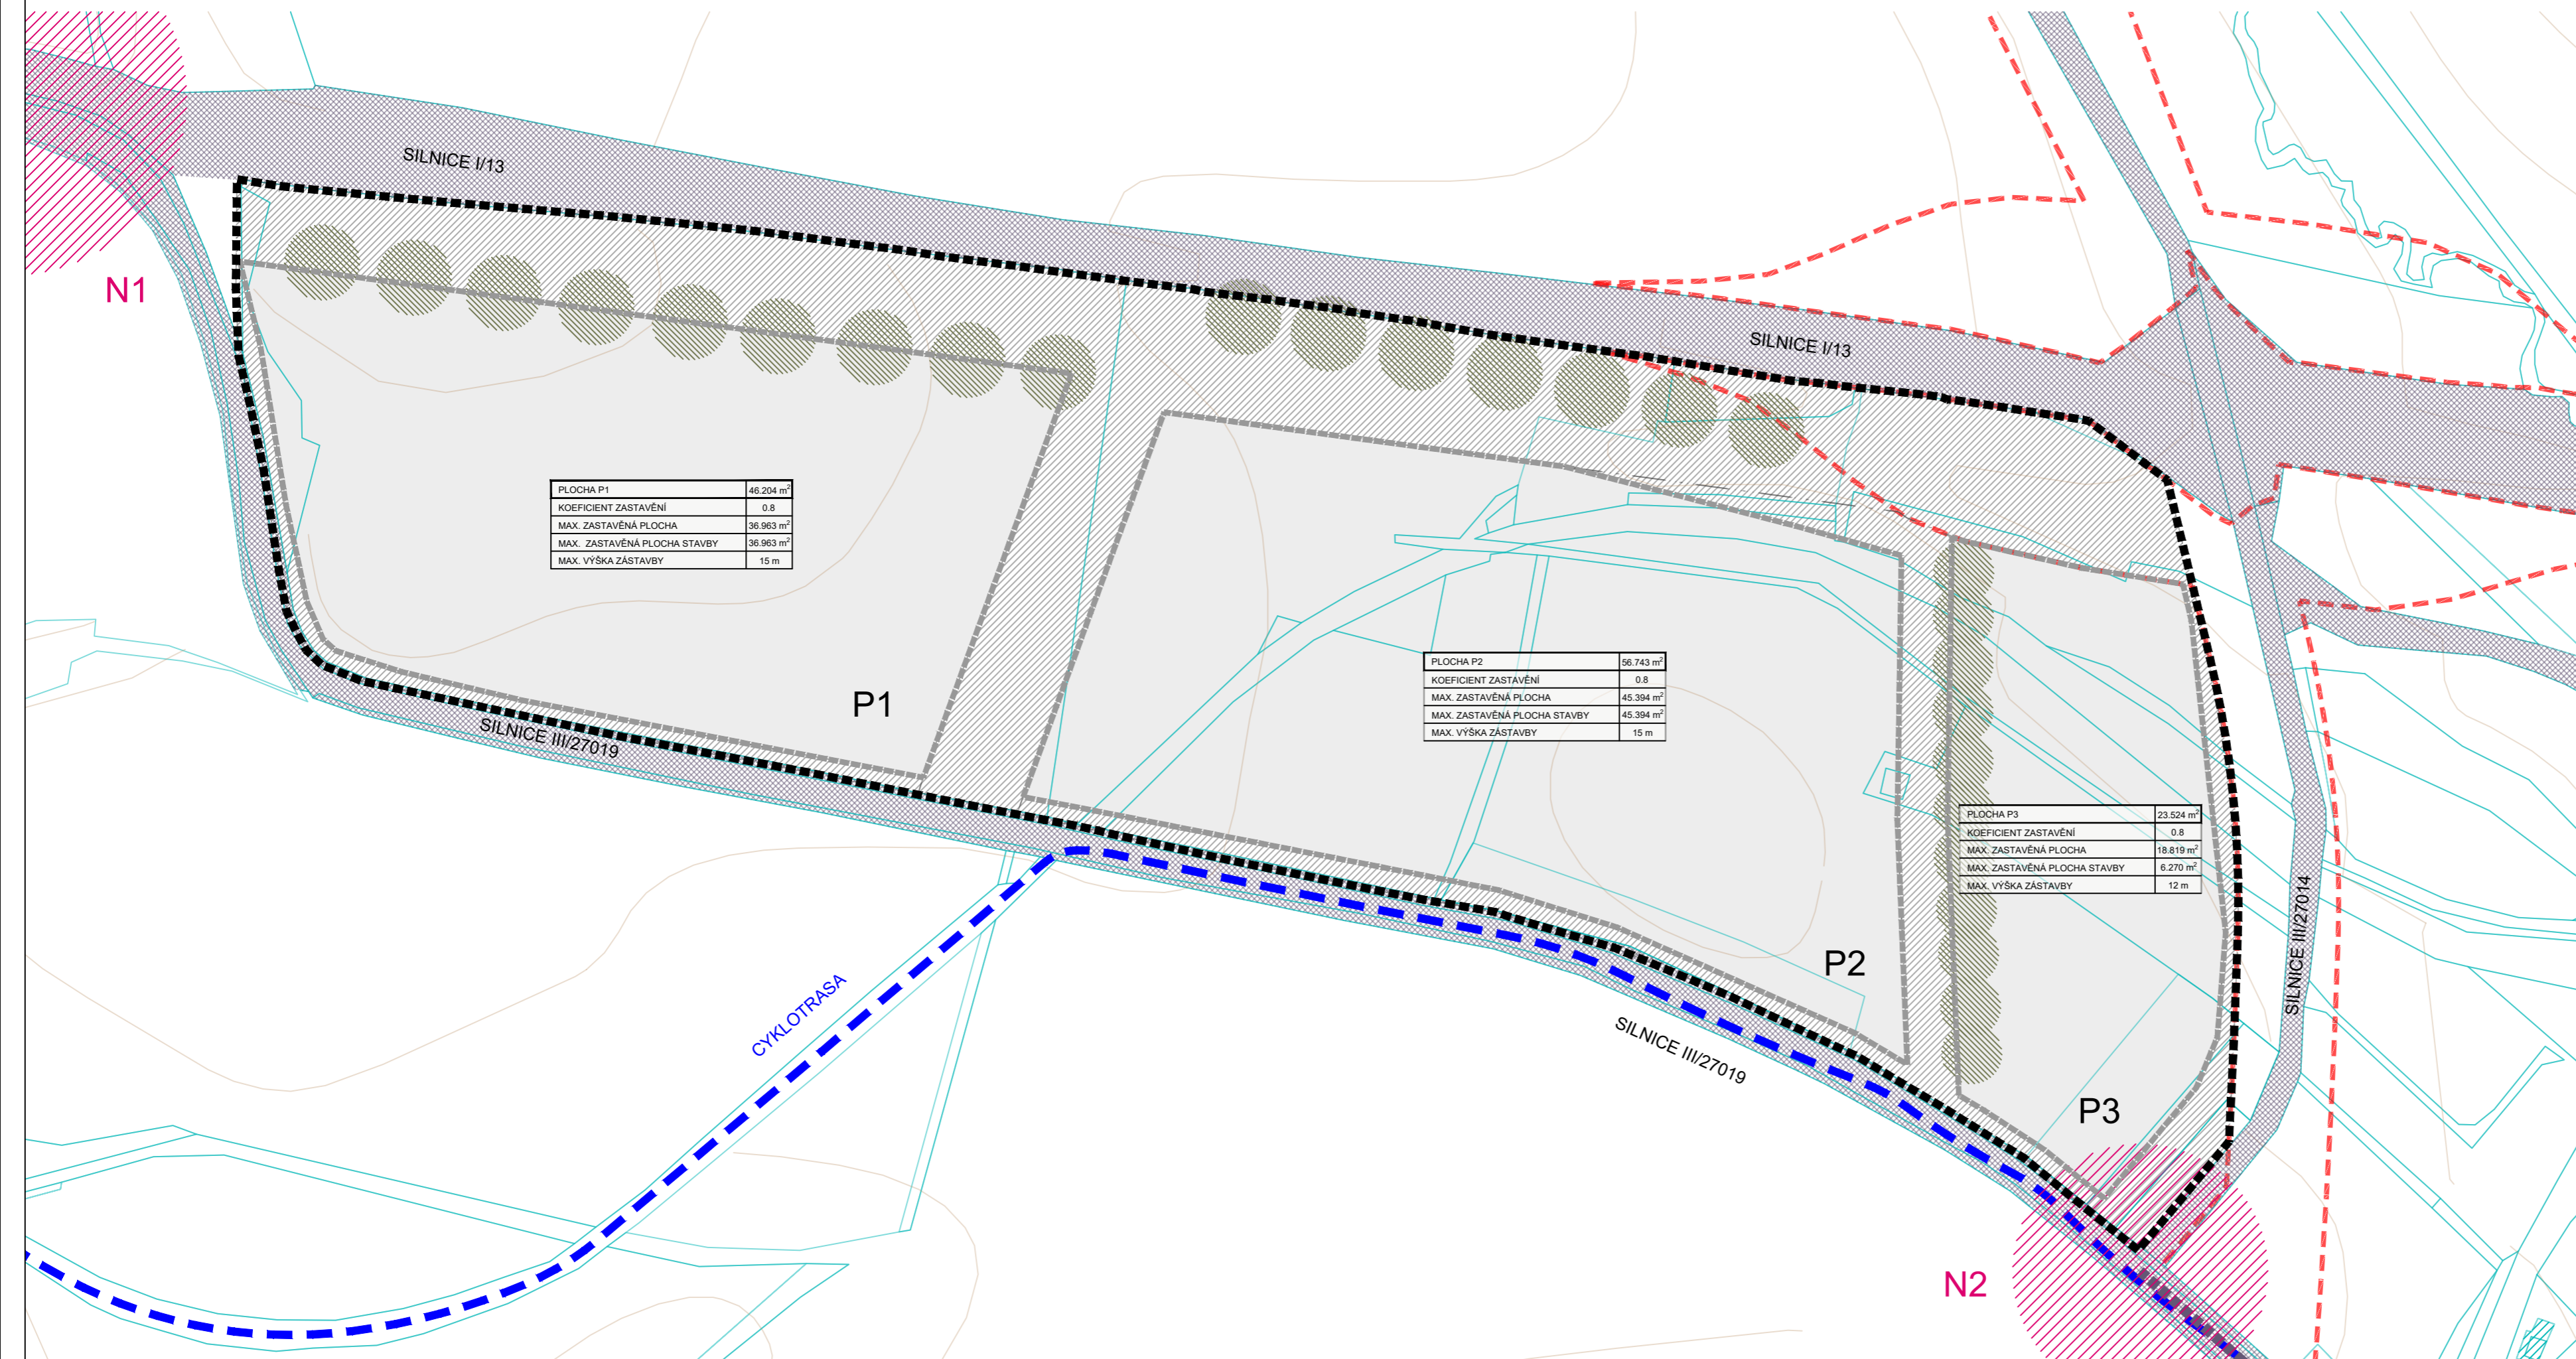 SILNICE I/13
N1
SILNICE I/13
PLOCHA P1 46.204 m²
KOEFICIENT ZASTAVĚNÍ 0.8
MAX. ZASTAVĚNÁ PLOCHA 36.963 m²
MAX. ZASTAVĚNÁ PLOCHA STAVBY 36.963 m²
MAX. VÝŠKA ZÁSTAVBY 15 m
P1
SILNICE III/27019
PLOCHA P2 56.743 m²
KOEFICIENT ZASTAVĚNÍ 0.8
MAX. ZASTAVĚNÁ PLOCHA 45.394 m²
MAX. ZASTAVĚNÁ PLOCHA STAVBY 45.394 m²
MAX. VÝŠKA ZÁSTAVBY 15 m
PLOCHA P3 23.524 m²
KOEFICIENT ZASTAVĚNÍ 0.8
MAX. ZASTAVĚNÁ PLOCHA 18.819 m²
MAX. ZASTAVĚNÁ PLOCHA STAVBY 6.270 m²
MAX. VÝŠKA ZÁSTAVBY 12 m
P2
SILNICE III/27014
CYKLOTRASA
SILNICE III/27019
P3
N2